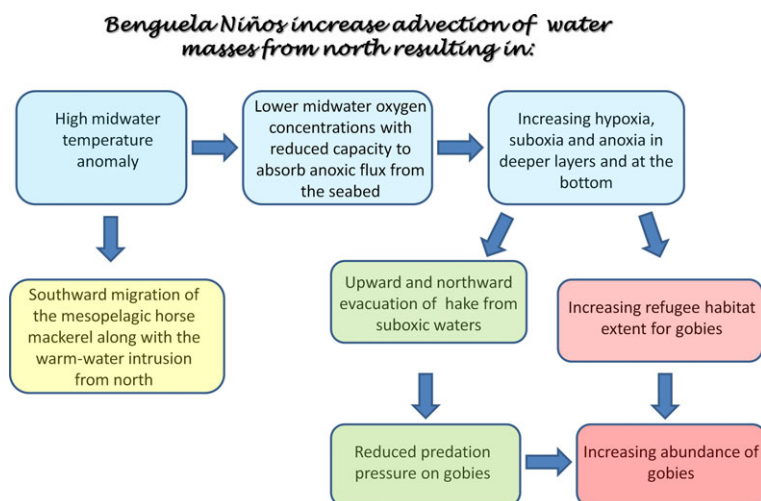 Benguela Niños increase advection of water
masses from north resulting in:
High midwater
temperature
anomaly
Lower midwater oxygen
concentrations with
reduced capacity to
absorb anoxic flux from
the seabed
Increasing hypoxia,
suboxia and anoxia in
deeper layers and at the
bottom
Southward migration of
the mesopelagic horse
mackerel along with the
warm-water intrusion
from north
Upward and northward
evacuation of hake from
suboxic waters
Increasing refugee habitat
extent for gobies
Reduced predation
pressure on gobies
Increasing abundance of
gobies